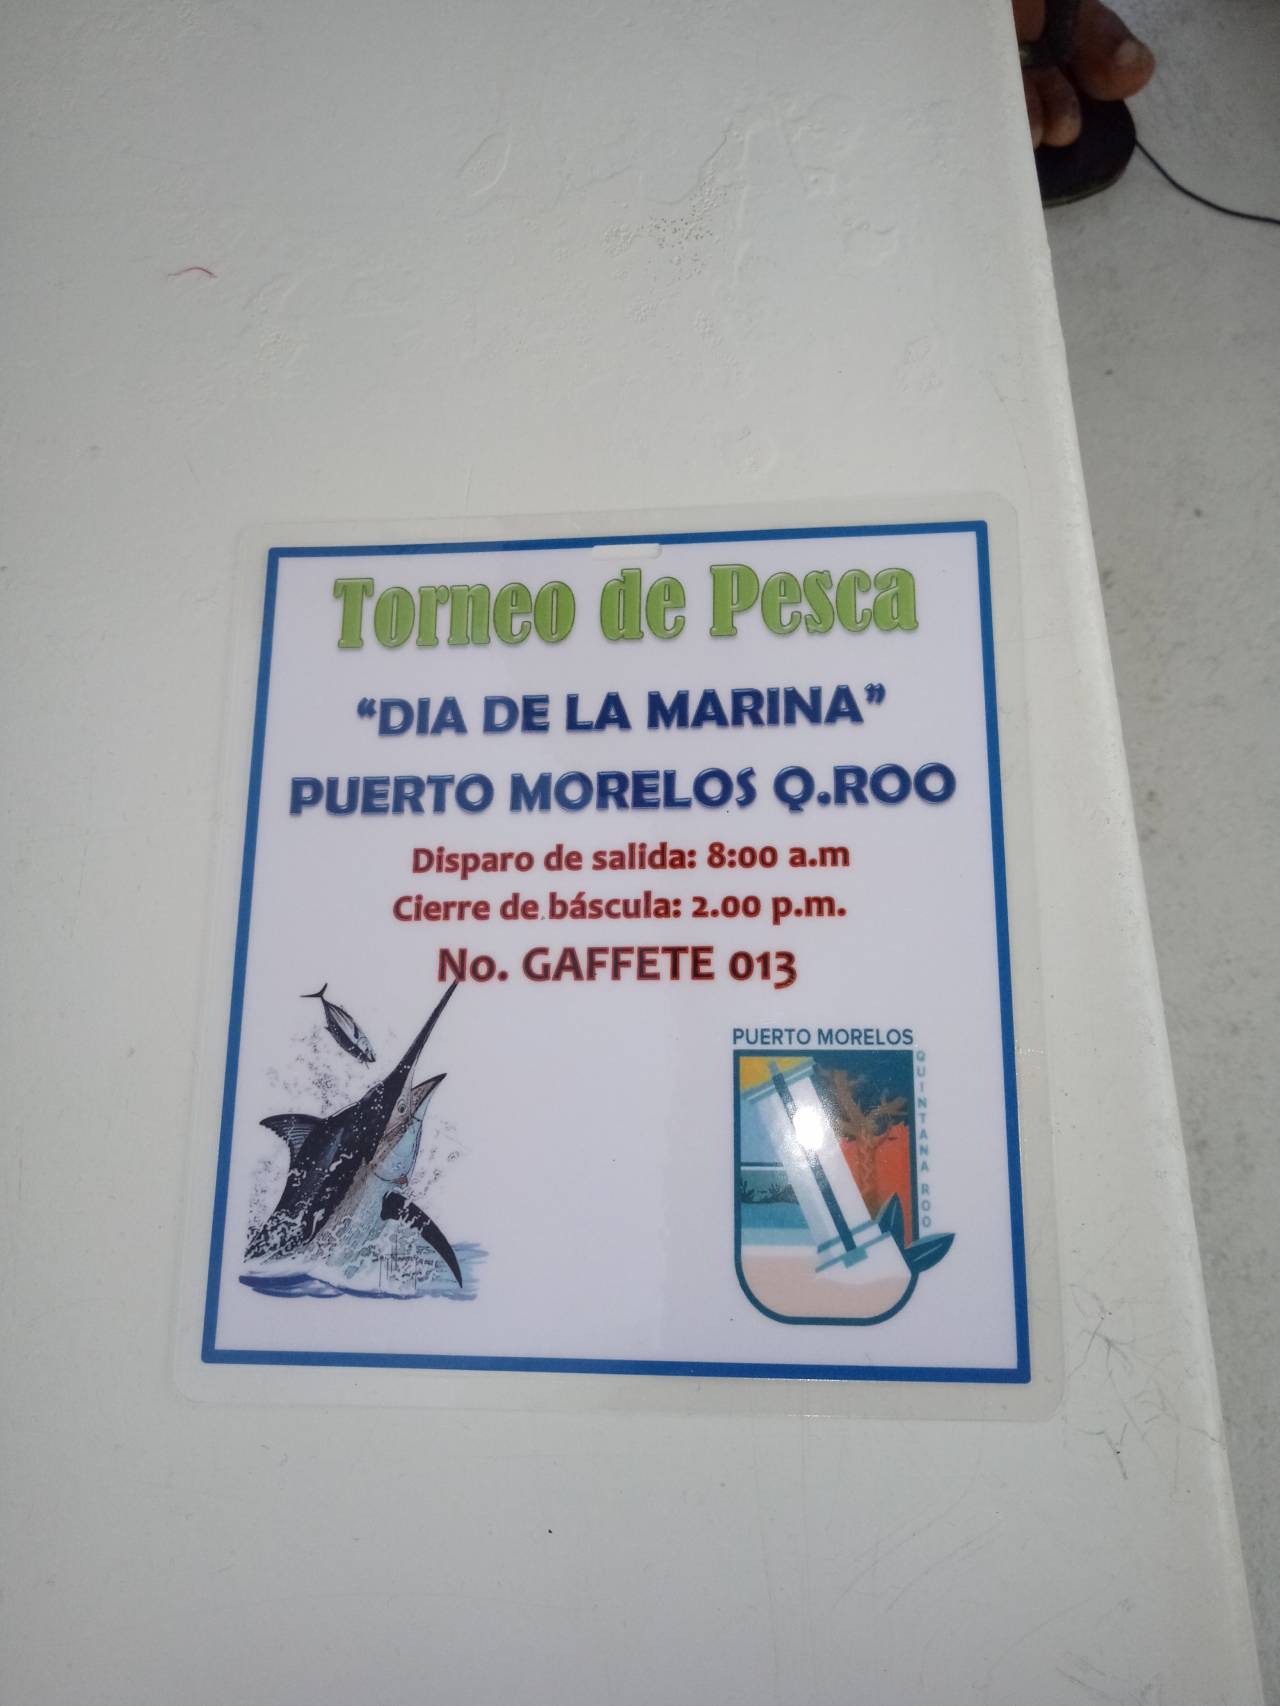 Torneo de Pesca
“DIA DE LA MARINA”
PUERTO MORELOS Q.ROO
Disparo de salida: 8:00 a.m
Cierre de báscula: 2.00 p.m.
No. GAFFETE 013
PUERTO MORELOS
QUINTANA ROO